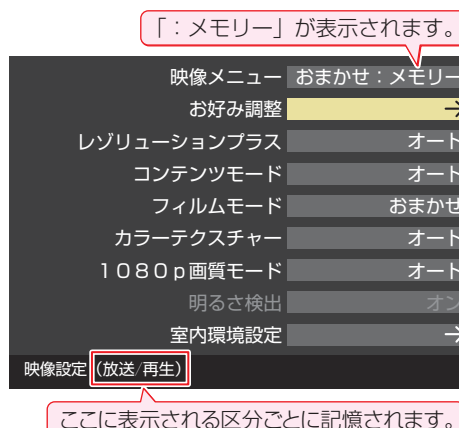 「：メモリー」が表示されます。
映像メニュー おまかせ：メモリー
お好み調整 →
レゾリューションプラス オート
コンテンツモード オート
フィルムモード おまかせ
カラーテクスチャー オート
１０８０ｐ画質モード オート
明るさ検出 オン
室内環境設定 →
映像設定 (放送/再生)
ここに表示される区分ごとに記憶されます。